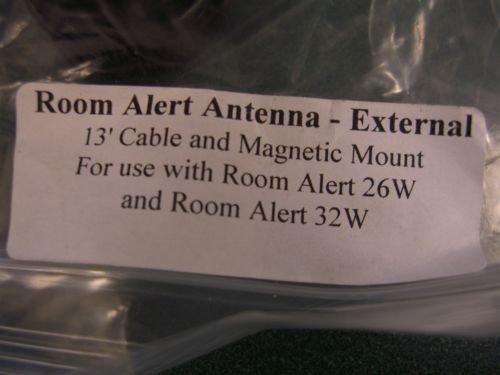 Room Alert Antenna - External
13' Cable and Magnetic Mount
For use with Room Alert 26W
and Room Alert 32W